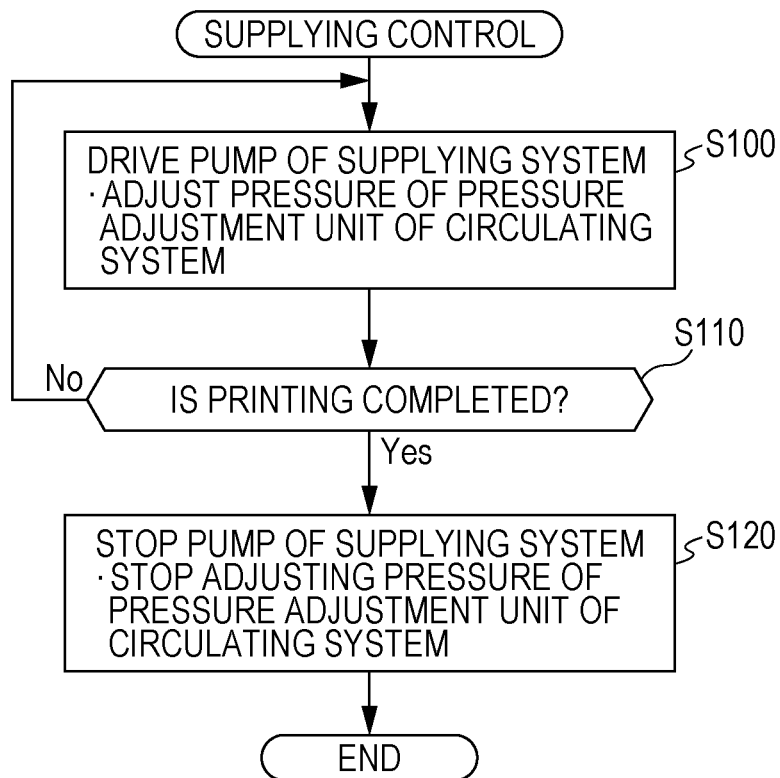 SUPPLYING CONTROL
DRIVE PUMP OF SUPPLYING SYSTEM
· ADJUST PRESSURE OF PRESSURE
ADJUSTMENT UNIT OF CIRCULATING
SYSTEM
S100
IS PRINTING COMPLETED?
S110
No
Yes
STOP PUMP OF SUPPLYING SYSTEM
· STOP ADJUSTING PRESSURE OF
PRESSURE ADJUSTMENT UNIT OF
CIRCULATING SYSTEM
S120
END